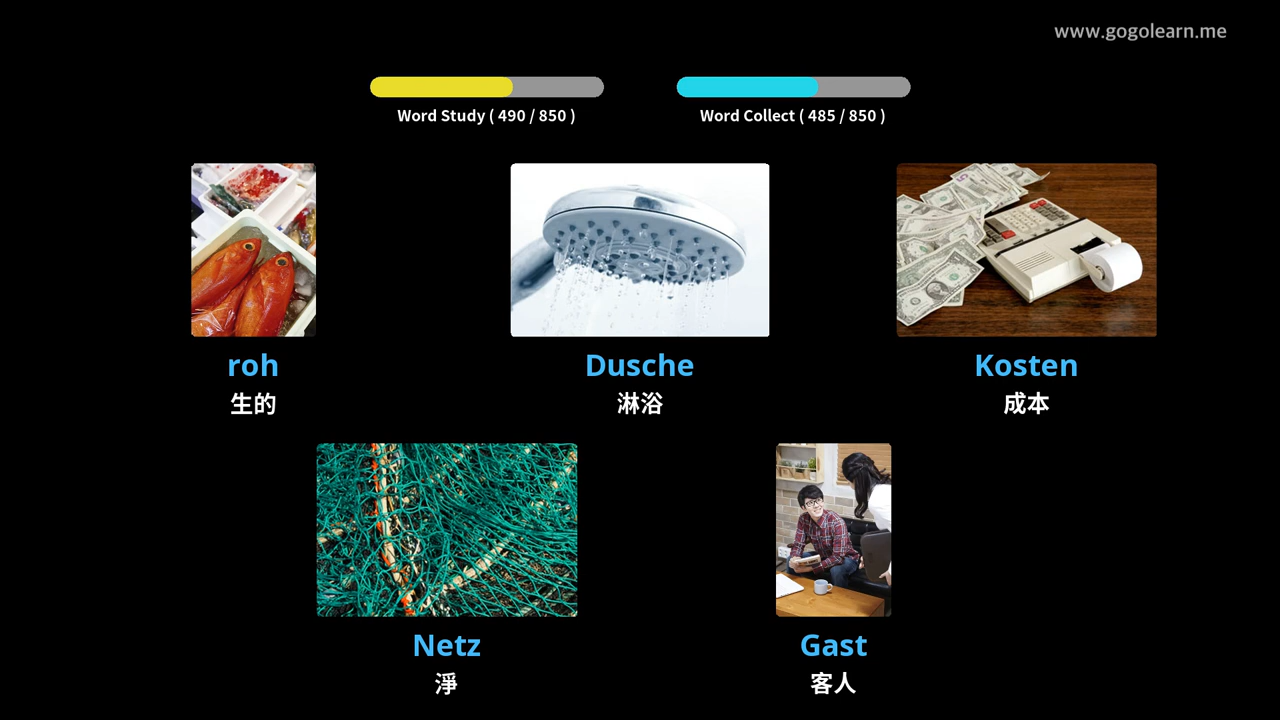 www.gogolearn.me
Word Study ( 490 / 850 )
Word Collect ( 485 / 850 )
roh
生的
Dusche
淋浴
Kosten
成本
Netz
淨
Gast
客人